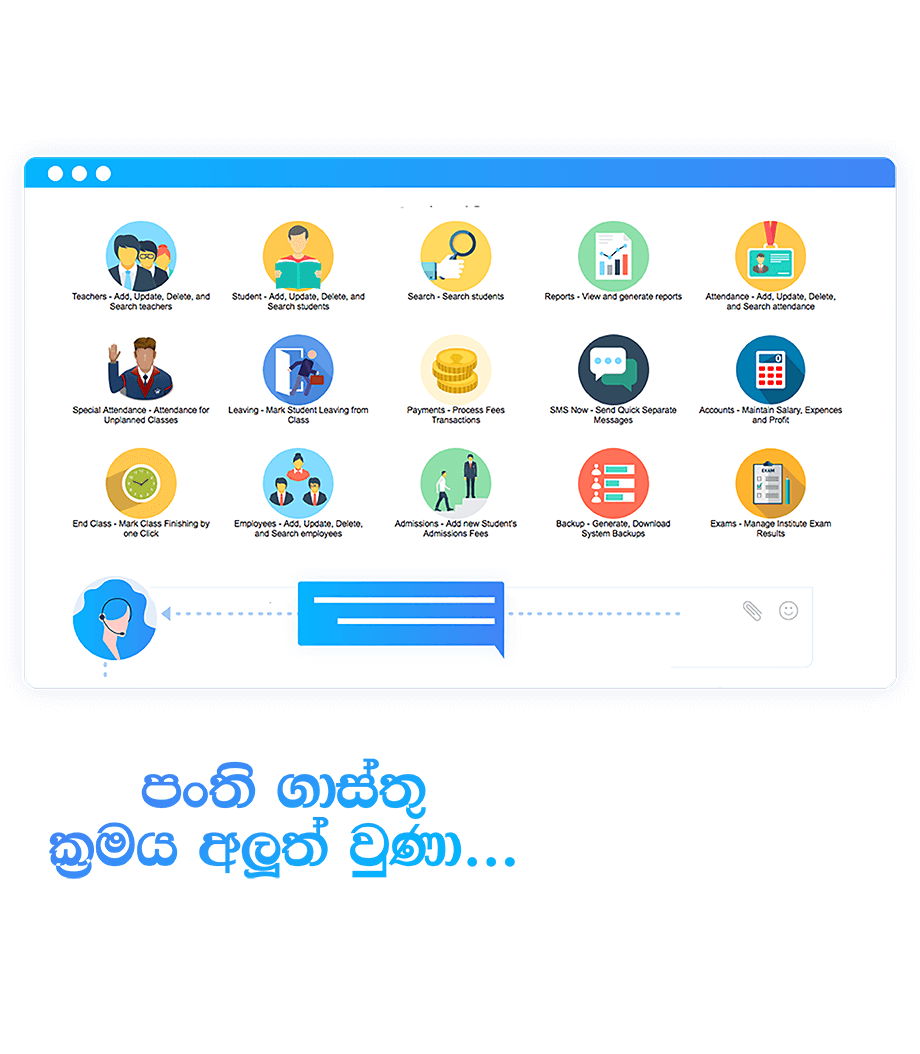 Teachers - Add, Update, Delete, and
Search teachers
Student - Add, Update, Delete, and
Search students
Search - Search students
Reports - View and generate reports
Attendance - Add, Update, Delete,
and Search attendance
Special Attendance - Attendance for
Unplanned Classes
Leaving - Mark Student Leaving from
Class
Payments - Process Fees
Transactions
SMS Now - Send Quick Separate
Messages
0
Accounts - Maintain Salary, Expences
and Profit
End Class - Mark Class Finishing by
one Click
Employees - Add, Update, Delete,
and Search employees
Admissions - Add new Student's
Admissions Fees
Backup - Generate, Download
System Backups
EXAM
Exams - Manage Institute Exam
Results
පංති ගාස්තු
ක්‍රමය අලුත් වුණා...